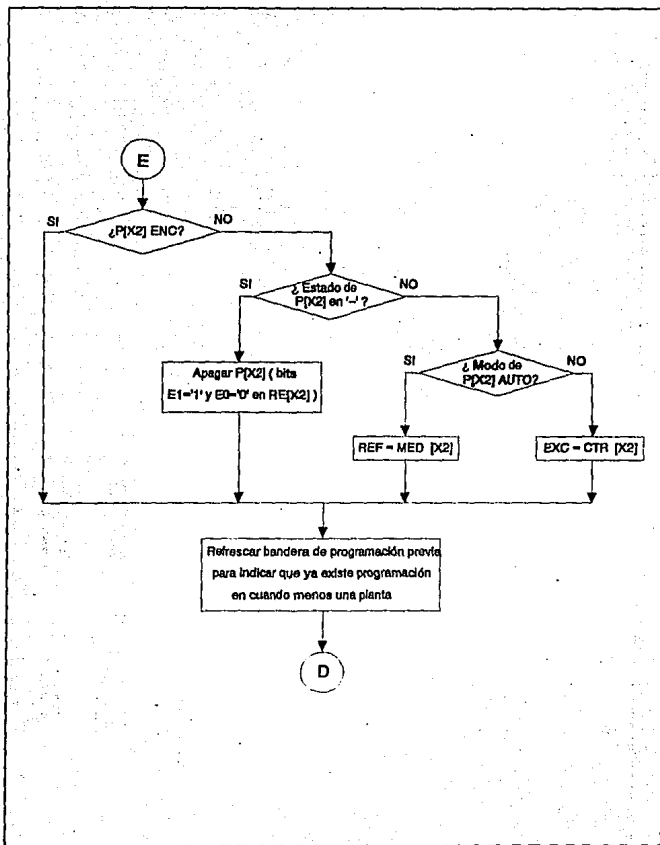 E
SI
NO
¿P[X2] ENC?
SI
NO
¿ Estado de
P[X2] en '--' ?
SI
NO
Apagar P[X2] ( bits
E1='1' y E0='0' en RE[X2] )
¿ Modo de
P[X2] AUTO?
REF = MED [X2]
EXC = CTR [X2]
Refrescar bandera de programación previa
para indicar que ya existe programación
en cuando menos una planta
D